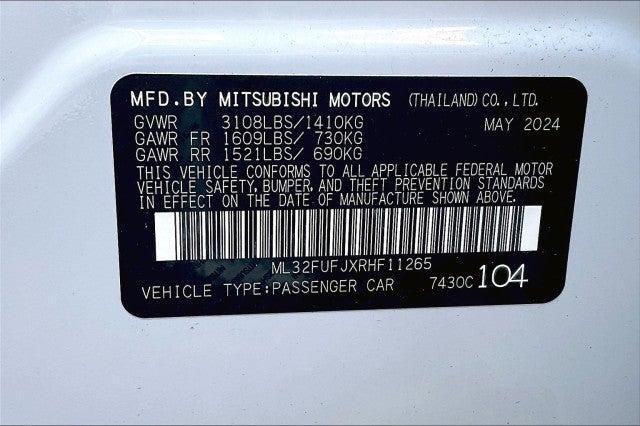 MFD.BY MITSUBISHI MOTORS (THAILAND) CO., LTD.
GVWR 3108LBS/1410KG MAY 2024
GAWR FR 1609LBS/ 730KG
GAWR RR 1521LBS/ 690KG
THIS VEHICLE CONFORMS TO ALL APPLICABLE FEDERAL MOTOR
VEHICLE SAFETY, BUMPER, AND THEFT PREVENTION STANDARDS
IN EFFECT ON THE DATE OF MANUFACTURE SHOWN ABOVE.
ML32FUFJXRHF11265
VEHICLE TYPE:PASSENGER CAR 7430C 104